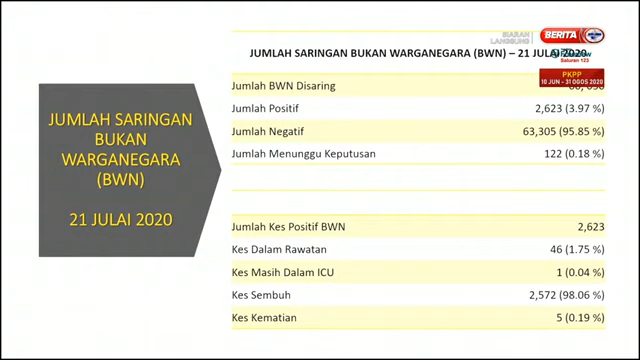 SIARAN
LANGSUNG
BERITA
Saluran 123
PKPP
10 JUN - 31 OGOS 2020
JUMLAH SARINGAN BUKAN WARGANEGARA (BWN) – 21 JULAI 2020
JUMLAH SARINGAN
BUKAN
WARGANEGARA
(BWN)
21 JULAI 2020
Jumlah BWN Disaring
Jumlah Positif 2,623 (3.97 %)
Jumlah Negatif 63,305 (95.85 %)
Jumlah Menunggu Keputusan 122 (0.18 %)
Jumlah Kes Positif BWN 2,623
Kes Dalam Rawatan 46 (1.75 %)
Kes Masih Dalam ICU 1 (0.04 %)
Kes Sembuh 2,572 (98.06 %)
Kes Kematian 5 (0.19 %)